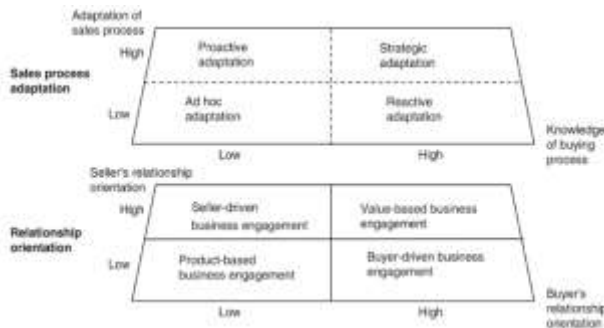 Adaptation of
sales process
High
Proactive
adaptation
Strategic
adaptation
Sales process
adaptation
Low
Ad hoc
adaptation
Reactive
adaptation
Knowledge
of buying
process
Low
High
Seller's relationship
orientation
High
Seller-driven
business engagement
Value-based business
engagement
Relationship
orientation
Low
Product-based
business engagement
Buyer-driven business
engagement
Buyer's
relationship
orientation
Low
High